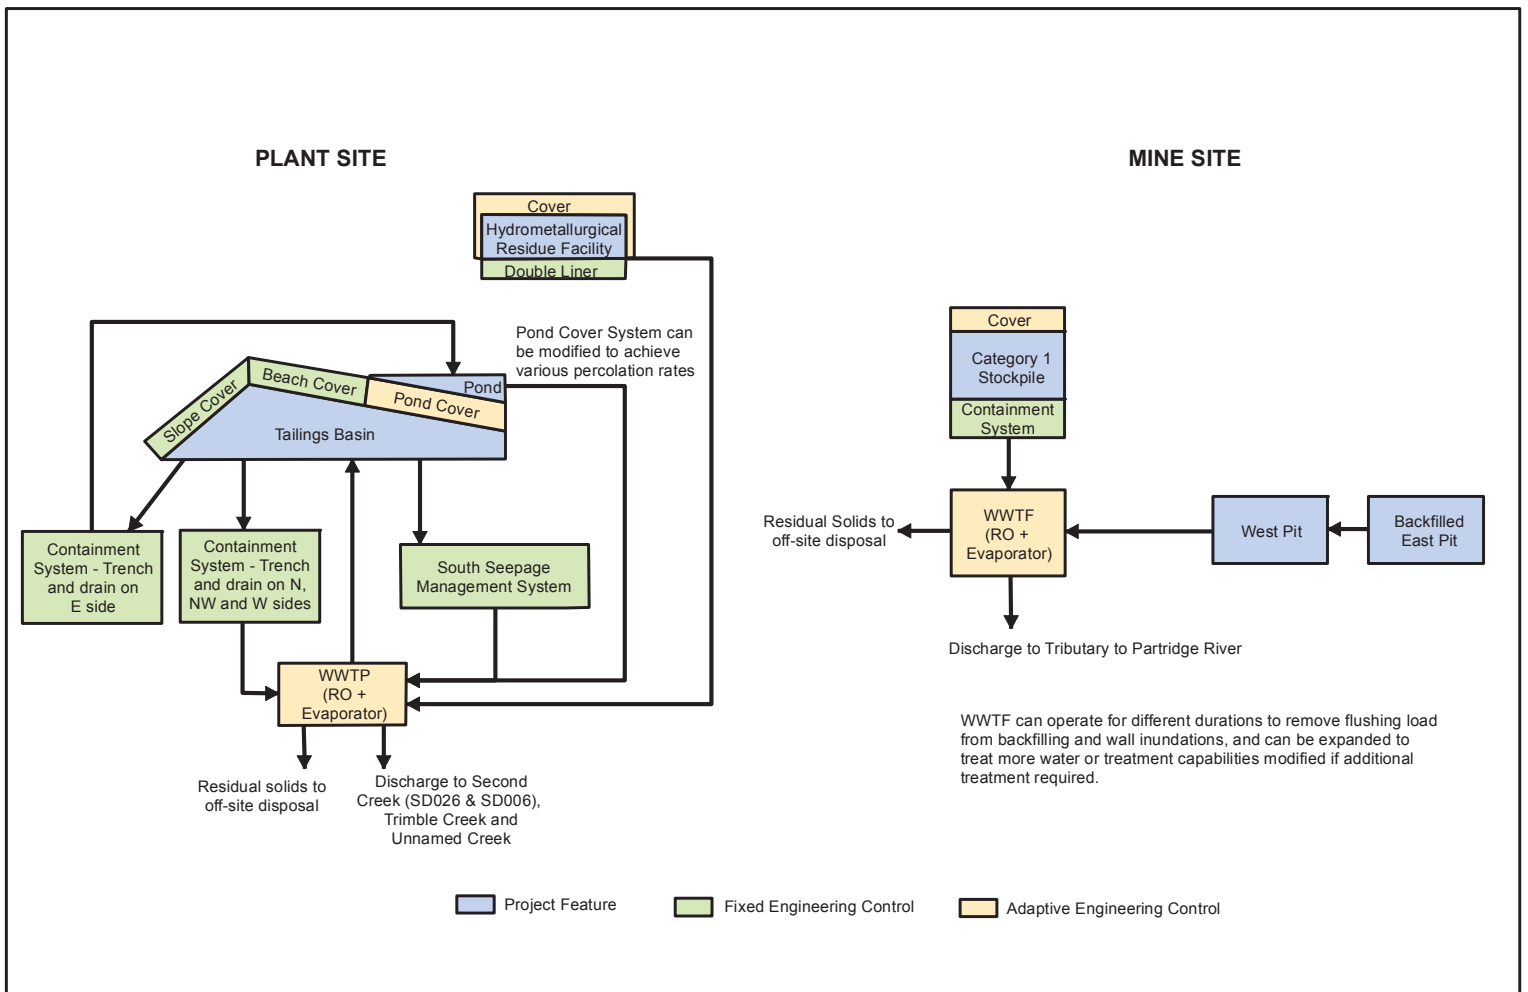 PLANT SITE
MINE SITE
Cover
Hydrometallurgical
Residue Facility
Double Liner
Pond Cover System can
be modified to achieve
various percolation rates
Slope Cover
Beach Cover
Pond
Pond Cover
Tailings Basin
Containment
System - Trench
and drain on
E side
Containment
System - Trench
and drain on N,
NW and W sides
South Seepage
Management System
WWTP
(RO +
Evaporator)
Residual solids to
off-site disposal
Discharge to Second
Creek (SD026 & SD006),
Trimble Creek and
Unnamed Creek
Cover
Category 1
Stockpile
Containment
System
Residual Solids to
off-site disposal
WWTF
(RO +
Evaporator)
West Pit
Backfilled
East Pit
Discharge to Tributary to Partridge River
WWTF can operate for different durations to remove flushing load
from backfilling and wall inundations, and can be expanded to
treat more water or treatment capabilities modified if additional
treatment required.
Project Feature
Fixed Engineering Control
Adaptive Engineering Control